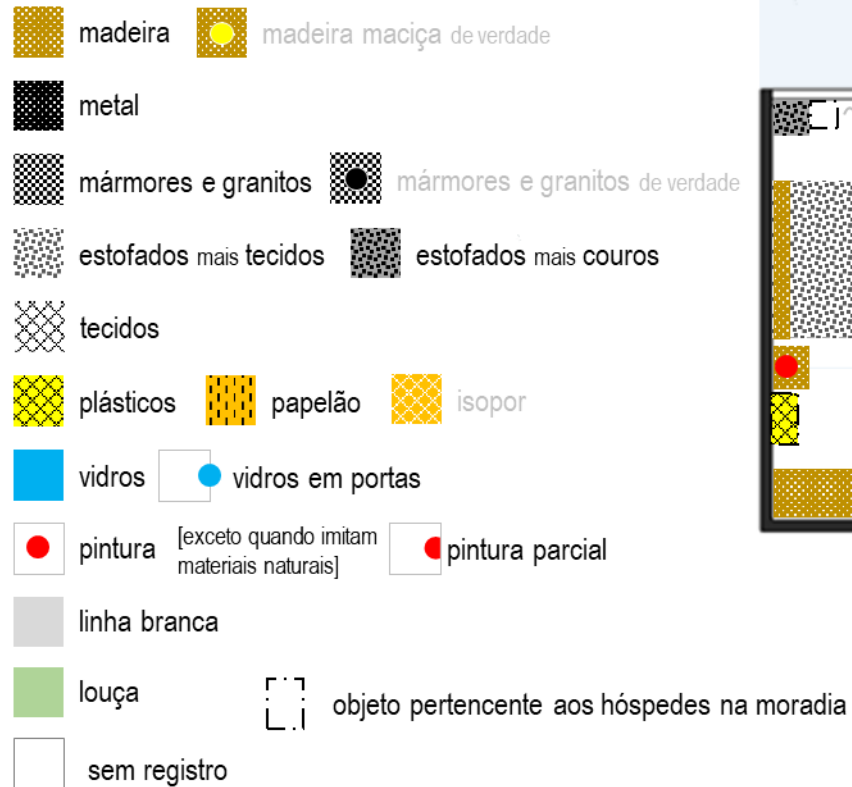 madeira madeira maciça de verdade
metal
mármores e granitos mármores e granitos de verdade
estofados mais tecidos estofados mais couros
tecidos
plásticos papelão isopor
vidros vidros em portas
pintura [exceto quando imitam
materiais naturais] pintura parcial
linha branca
louça objeto pertencente aos hóspedes na moradia
sem registro